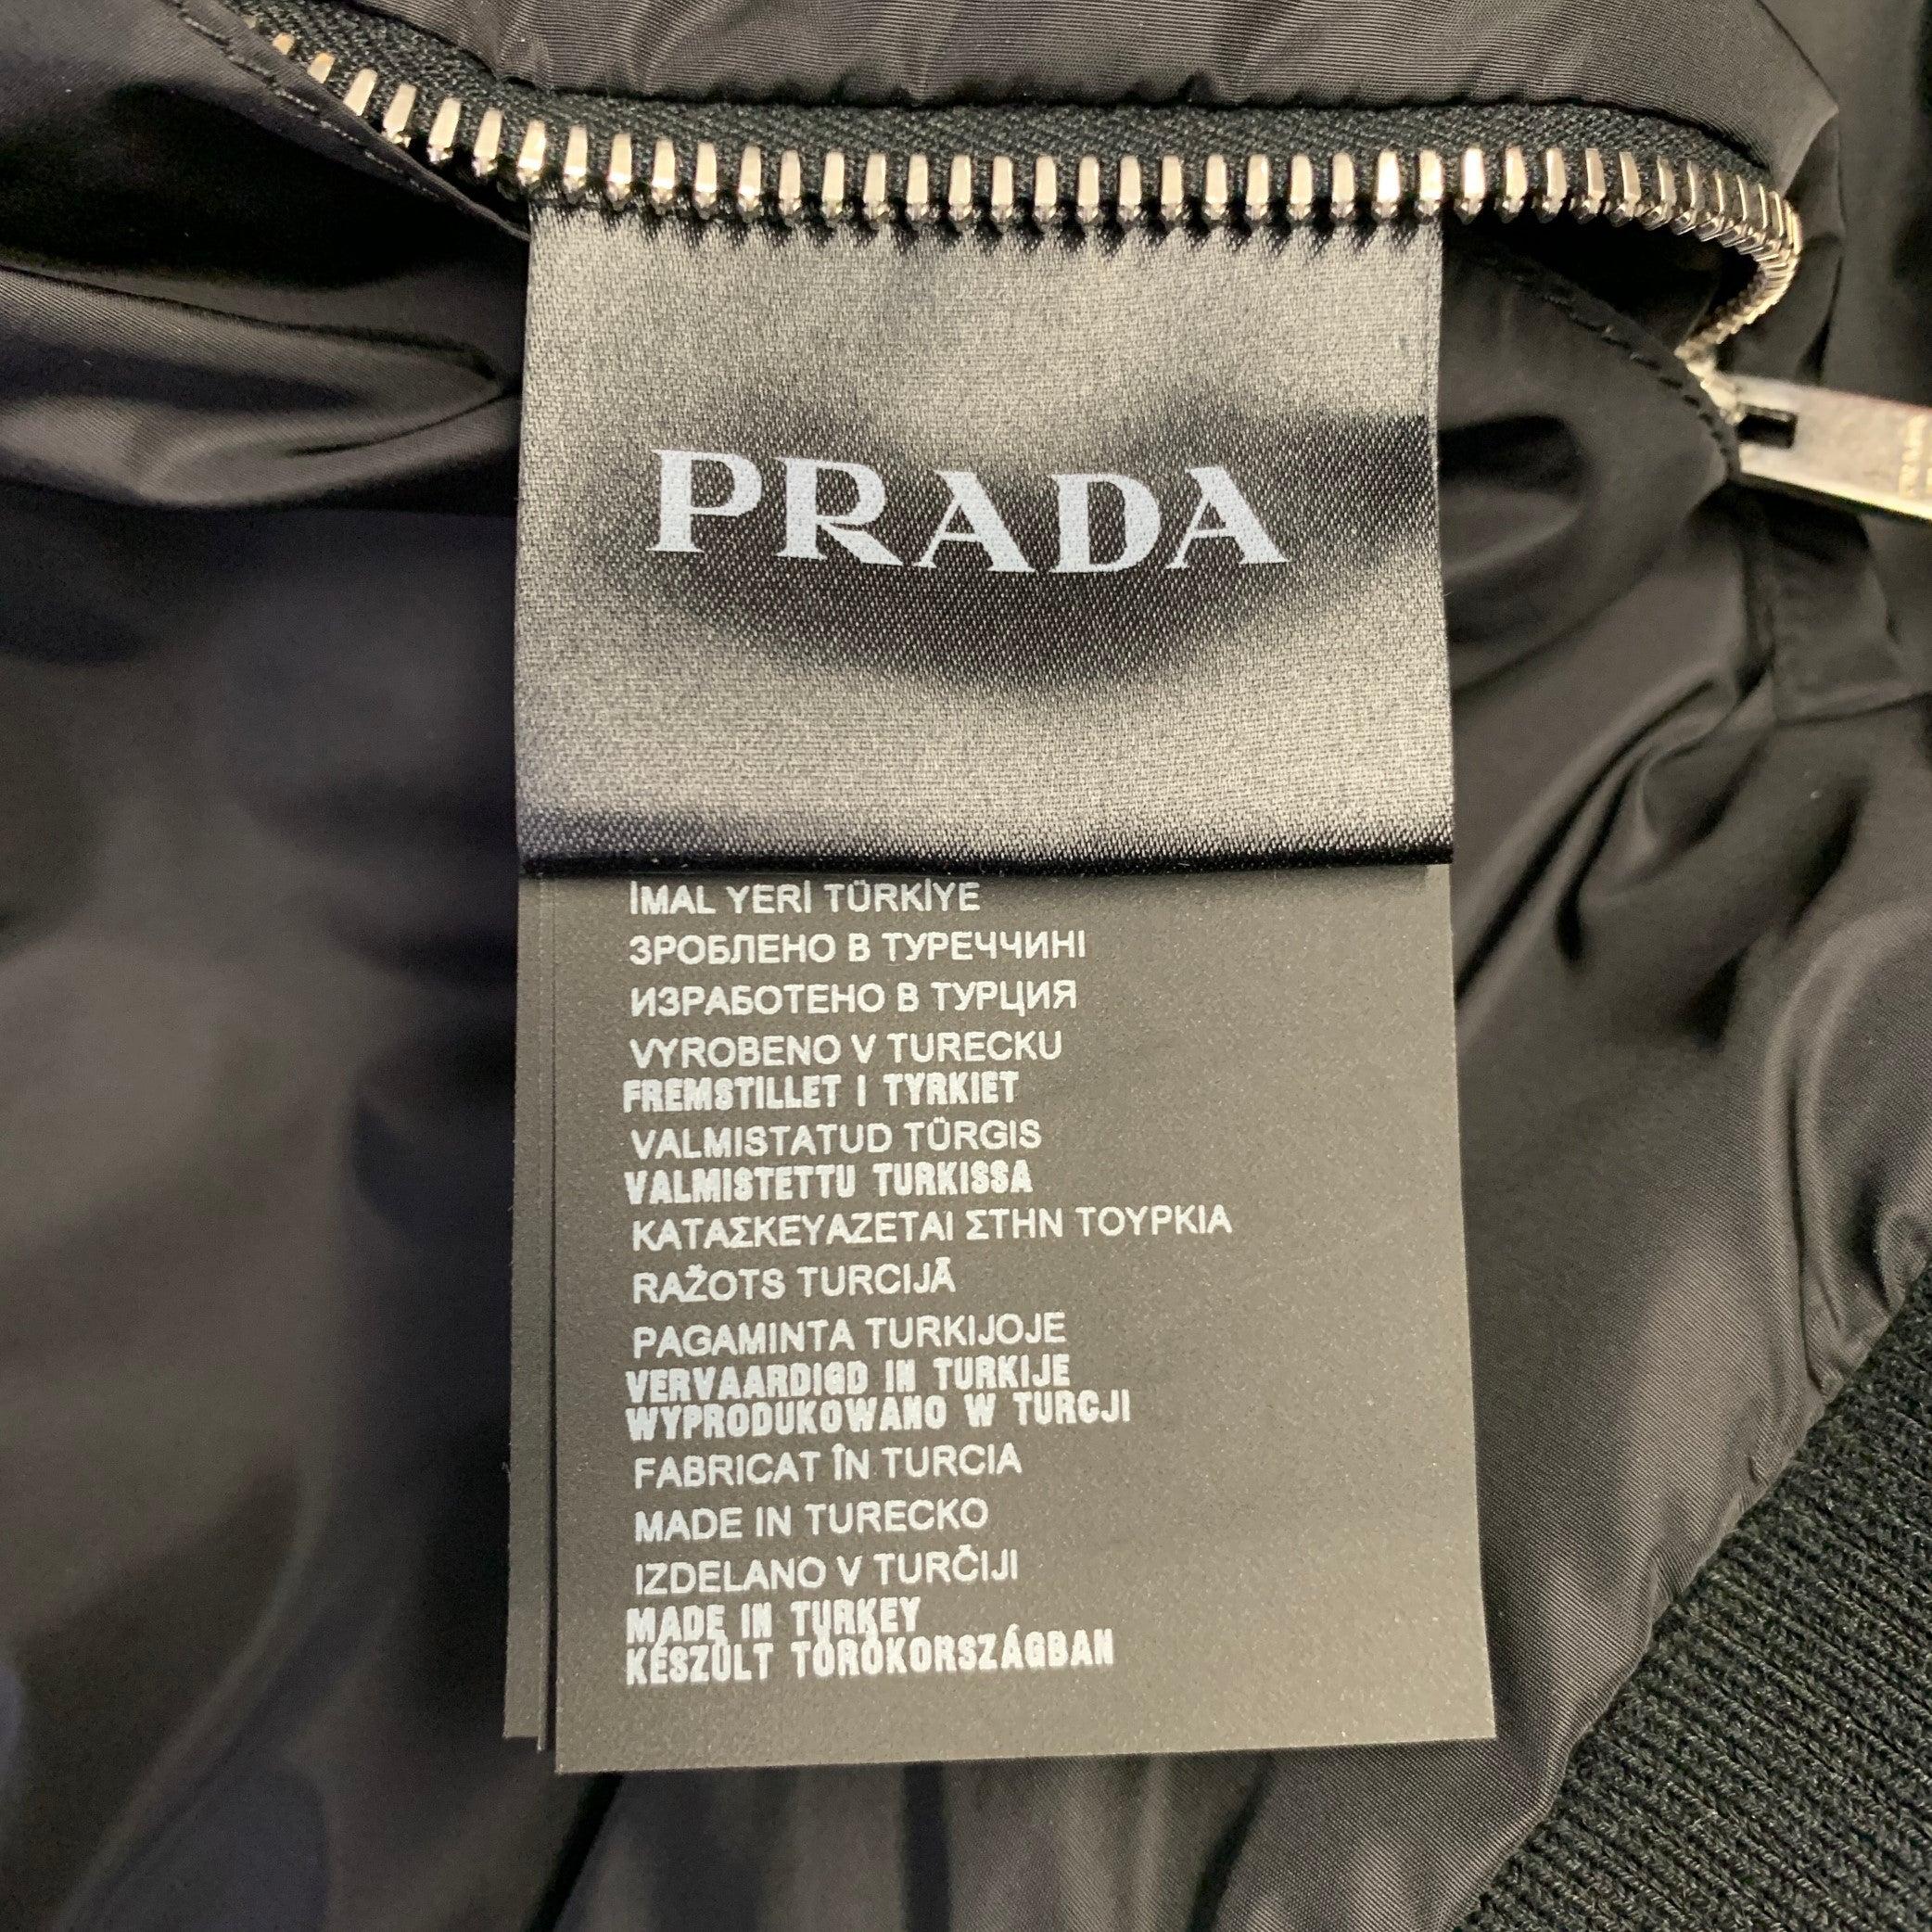 PRADA
İMAL YERİ TÜRKİYE
ЗРОБЛЕНО В ТУРЕЧЧИНІ
ИЗРАБОТЕНО В ТУРЦИЯ
VYROBENO V TURECKU
FREMSTILLET I TYRKIET
VALMISTATUD TÜRGIS
VALMISTETTU TURKISSA
ΚΑΤΑΣΚΕΥΑΖΕΤΑΙ ΣΤΗΝ ΤΟΥΡΚΙΑ
RAŽOTS TURCIJĀ
PAGAMINTA TURKIJOJE
VERVAARDIGD IN TURKIJE
WYPRODUKOWANO W TURCJI
FABRICAT ÎN TURCIA
MADE IN TURECKO
IZDELANO V TURČIJI
MADE IN TURKEY
KÉSZÜLT TÖRÖKORSZÁGBAN